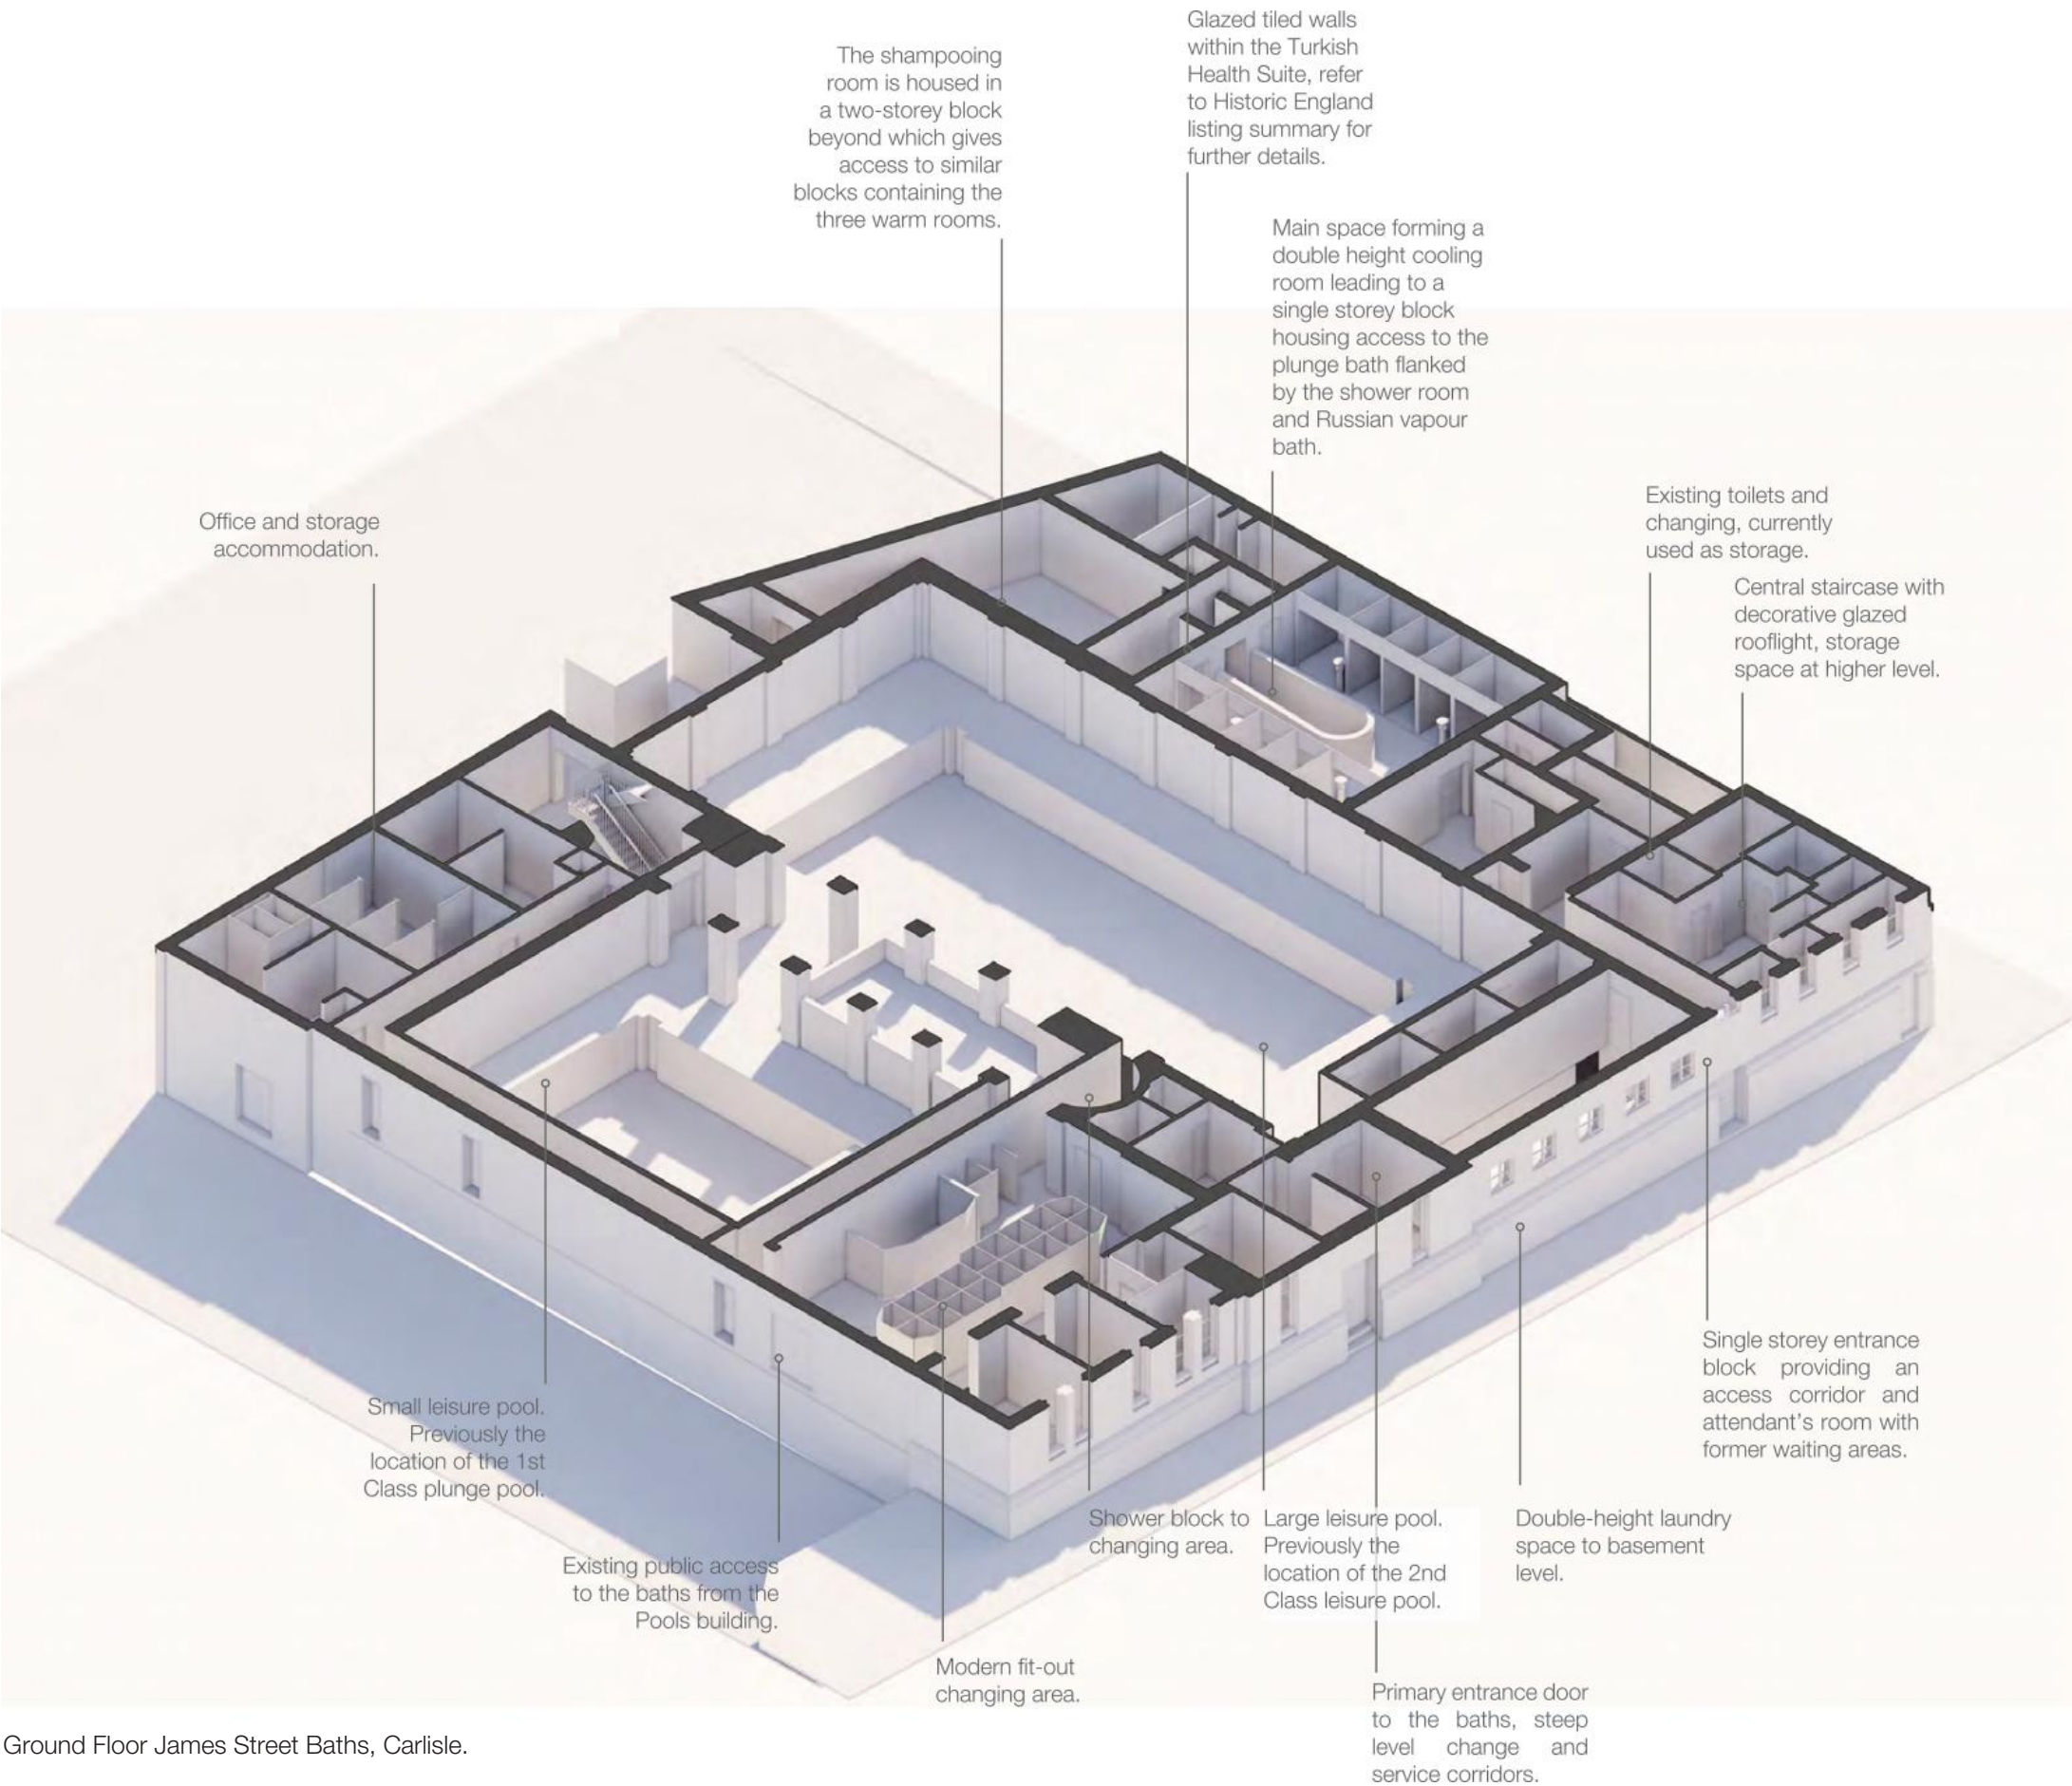 Glazed tiled walls
within the Turkish
Health Suite, refer
to Historic England
listing summary for
further details.
The shampooing
room is housed in
a two-storey block
beyond which gives
access to similar
blocks containing the
three warm rooms.
Main space forming a
double height cooling
room leading to a
single storey block
housing access to the
plunge bath flanked
by the shower room
and Russian vapour
bath.
Office and storage
accommodation.
Existing toilets and
changing, currently
used as storage.
Central staircase with
decorative glazed
rooflight, storage
space at higher level.
Single storey entrance
block providing an
access corridor and
attendant's room with
former waiting areas.
Small leisure pool.
Previously the
location of the 1st
Class plunge pool.
Shower block to
changing area.
Large leisure pool.
Previously the
location of the 2nd
Class leisure pool.
Double-height laundry
space to basement
level.
Existing public access
to the baths from the
Pools building.
Modern fit-out
changing area.
Primary entrance door
to the baths, steep
level change and
service corridors.
Ground Floor James Street Baths, Carlisle.